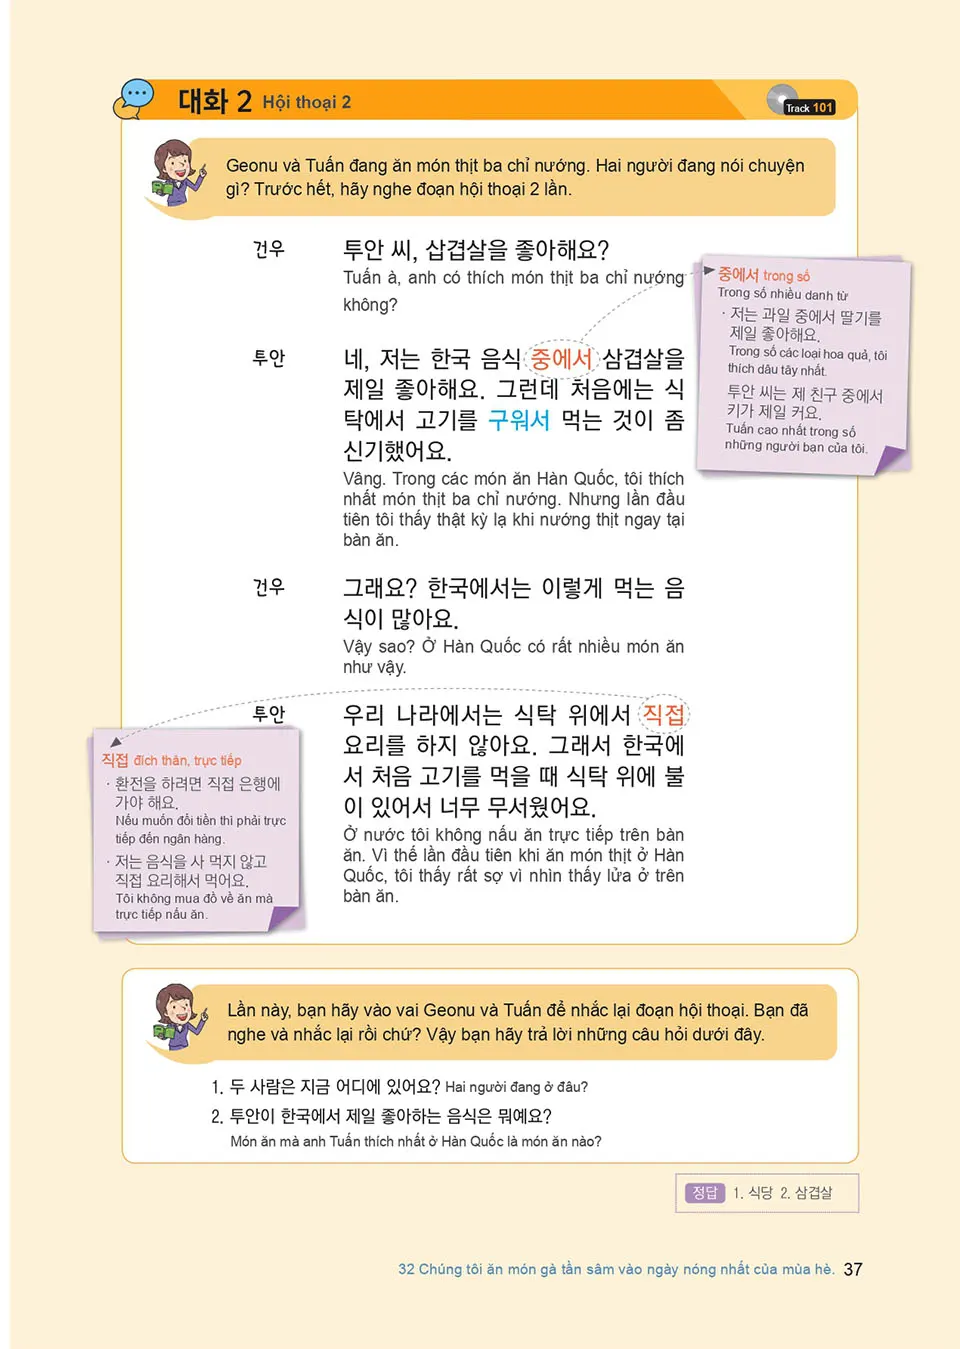 대화 2 Hội thoại 2
Track 101
Geonu và Tuấn đang ăn món thịt ba chỉ nướng. Hai người đang nói chuyện
gì? Trước hết, hãy nghe đoạn hội thoại 2 lần.
건우 투안 씨, 삼겹살을 좋아해요?
Tuấn à, anh có thích món thịt ba chỉ nướng
không?
투안 네, 저는 한국 음식 중에서 삼겹살을
제일 좋아해요. 그런데 처음에는 식
탁에서 고기를 구워서 먹는 것이 좀
신기했어요.
Vâng. Trong các món ăn Hàn Quốc, tôi thích
nhất món thịt ba chỉ nướng. Nhưng lần đầu
tiên tôi thấy thật kỳ lạ khi nướng thịt ngay tại
bàn ăn.
중에서 trong số
Trong số nhiều danh từ
· 저는 과일 중에서 딸기를
제일 좋아해요.
Trong số các loại hoa quả, tôi
thích dâu tây nhất.
투안 씨는 제 친구 중에서
키가 제일 커요.
Tuấn cao nhất trong số
những người bạn của tôi.
건우 그래요? 한국에서는 이렇게 먹는 음
식이 많아요.
Vậy sao? Ở Hàn Quốc có rất nhiều món ăn
như vậy.
투안 우리 나라에서는 식탁 위에서 직접
요리를 하지 않아요. 그래서 한국에
서 처음 고기를 먹을 때 식탁 위에 불
이 있어서 너무 무서웠어요.
Ở nước tôi không nấu ăn trực tiếp trên bàn
ăn. Vì thế lần đầu tiên khi ăn món thịt ở Hàn
Quốc, tôi thấy rất sợ vì nhìn thấy lửa ở trên
bàn ăn.
직접 đích thân, trực tiếp
· 환전을 하려면 직접 은행에
가야 해요.
Nếu muốn đổi tiền thì phải trực
tiếp đến ngân hàng.
· 저는 음식을 사 먹지 않고
직접 요리해서 먹어요.
Tôi không mua đồ về ăn mà
trực tiếp nấu ăn.
Lần này, bạn hãy vào vai Geonu và Tuấn để nhắc lại đoạn hội thoại. Bạn đã
nghe và nhắc lại rồi chứ? Vậy bạn hãy trả lời những câu hỏi dưới đây.
1. 두 사람은 지금 어디에 있어요? Hai người đang ở đâu?
2. 투안이 한국에서 제일 좋아하는 음식은 뭐예요?
Món ăn mà anh Tuấn thích nhất ở Hàn Quốc là món ăn nào?
정답 1. 식당 2. 삼겹살
32 Chúng tôi ăn món gà tần sâm vào ngày nóng nhất của mùa hè. 37